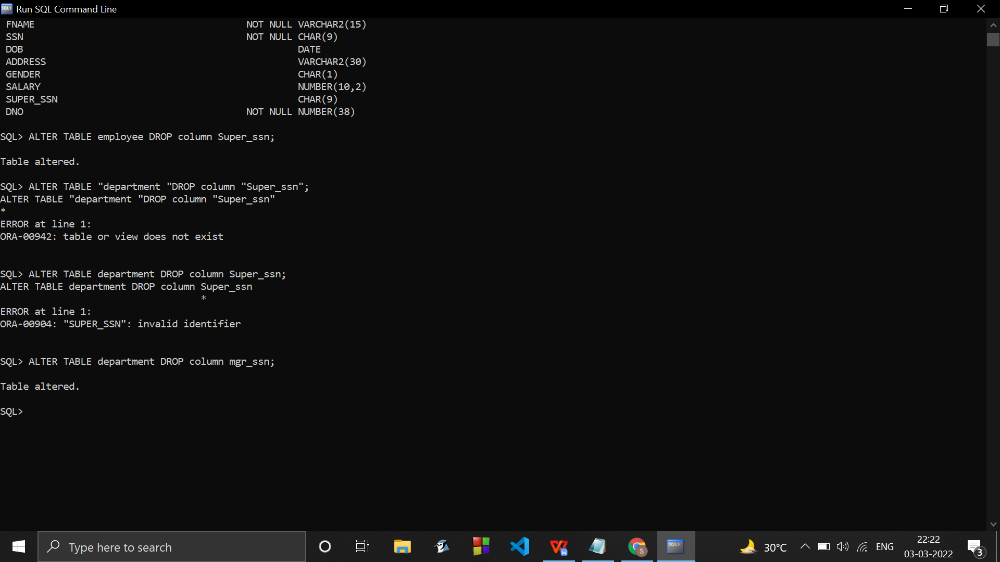 Run SQL Command Line
FNAME NOT NULL VARCHAR2(15)
SSN NOT NULL CHAR(9)
DOB DATE
ADDRESS VARCHAR2(30)
GENDER CHAR(1)
SALARY NUMBER(10,2)
SUPER_SSN CHAR(9)
DNO NOT NULL NUMBER(38)
SQL> ALTER TABLE employee DROP column Super_ssn;
Table altered.
SQL> ALTER TABLE "department "DROP column "Super_ssn";
ALTER TABLE "department "DROP column "Super_ssn"
*
ERROR at line 1:
ORA-00942: table or view does not exist
SQL> ALTER TABLE department DROP column Super_ssn;
ALTER TABLE department DROP column Super_ssn
*
ERROR at line 1:
ORA-00904: "SUPER_SSN": invalid identifier
SQL> ALTER TABLE department DROP column mgr_ssn;
Table altered.
SQL>
Type here to search
30°C
ENG
22:22
03-03-2022
3